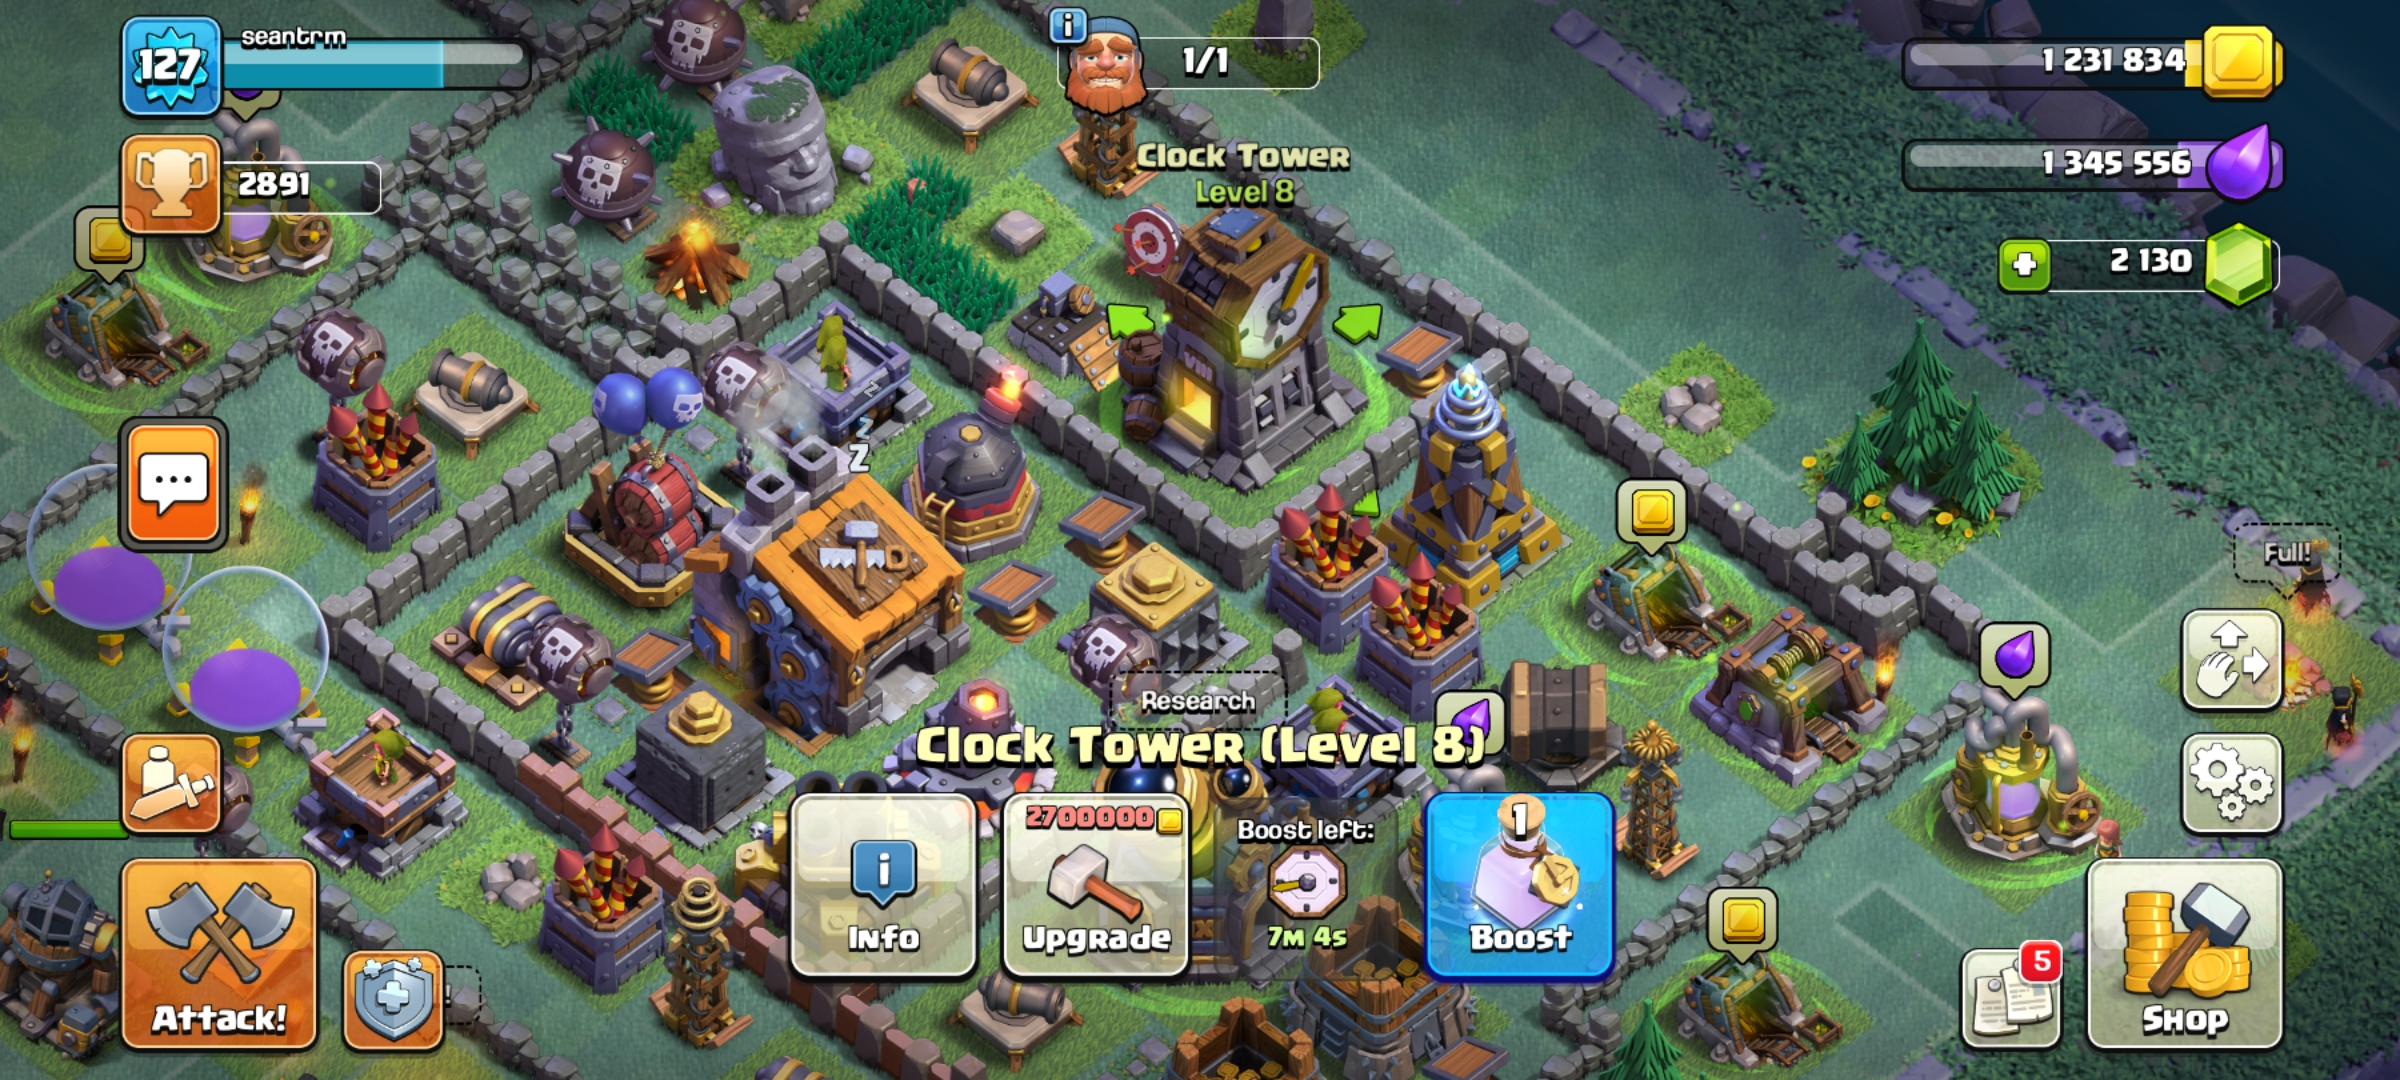 127
seantrm
i
1/1
1 231 834
2891
Clock Tower
Level 8
1 345 556
2 130
VIII
z
z
Z
Full!
Research
Clock Tower (Level 8)
i
Info
2700000
Upgrade
Boost left:
7m 4s
1
Boost
Attack!
!
5
Shop